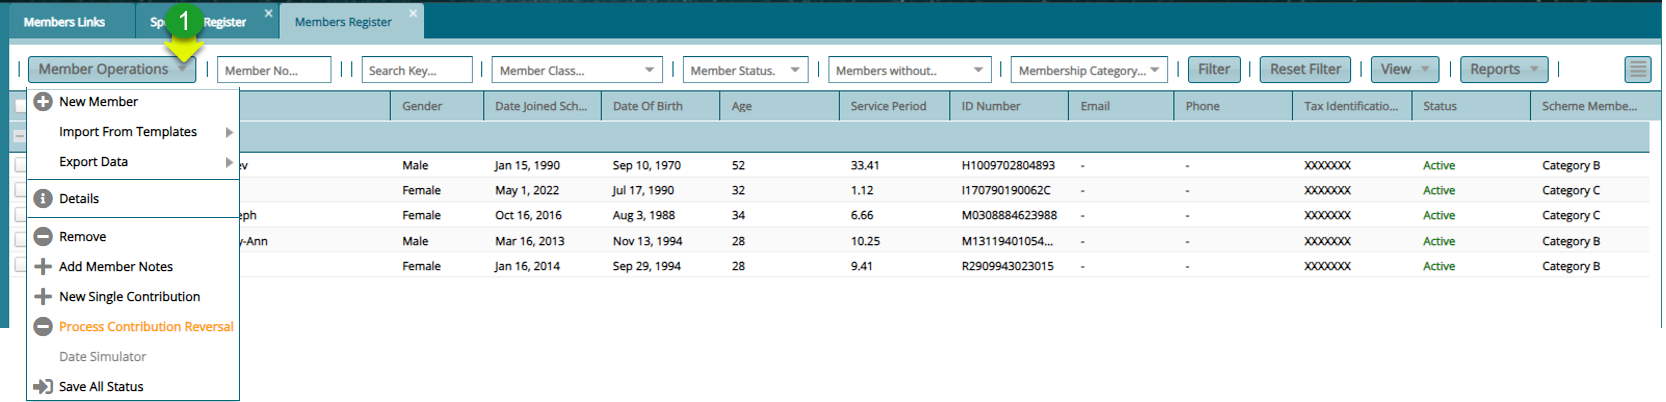 Members Links
Sp Register
Members Register
1
Member Operations
Member No...
Search Key...
Member Class...
Member Status.
Members without..
Membership Category...
Filter
Reset Filter
View
Reports
Gender Date Joined Sch... Date Of Birth Age Service Period ID Number Email Phone Tax Identificatio... Status Scheme Membe...
New Member
Import From Templates
Export Data
Details
Remove
Add Member Notes
New Single Contribution
Process Contribution Reversal
Date Simulator
Save All Status
ev Male Jan 15, 1990 Sep 10, 1970 52 33.41 H1009702804893 - - XXXXXXX Active Category B
Female May 1, 2022 Jul 17, 1990 32 1.12 I170790190062C - - XXXXXXX Active Category C
eph Female Oct 16, 2016 Aug 3, 1988 34 6.66 M0308884623988 - - XXXXXXX Active Category C
y-Ann Male Mar 16, 2013 Nov 13, 1994 28 10.25 M13119401054... - - XXXXXXX Active Category B
Female Jan 16, 2014 Sep 29, 1994 28 9.41 R2909943023015 - - XXXXXXX Active Category B